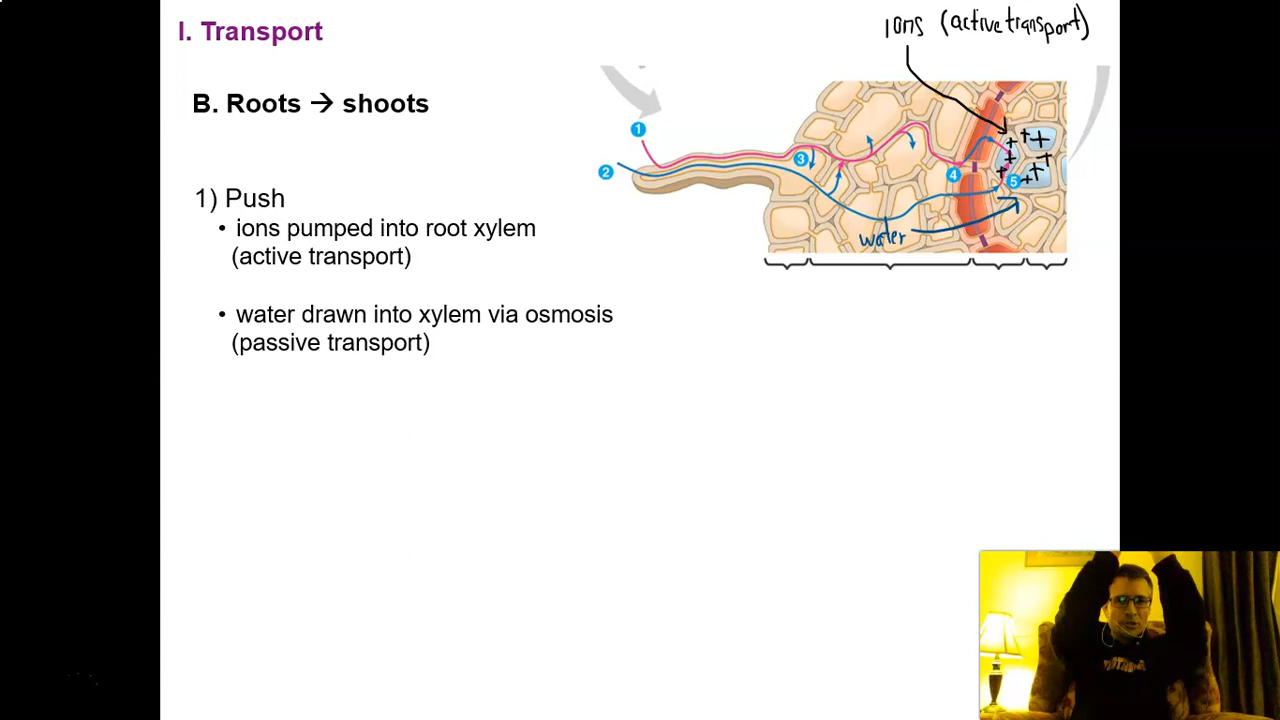 I. Transport
ions (active transport)
B. Roots → shoots
1
2
3
4
5
water
1) Push
• ions pumped into root xylem
(active transport)
• water drawn into xylem via osmosis
(passive transport)